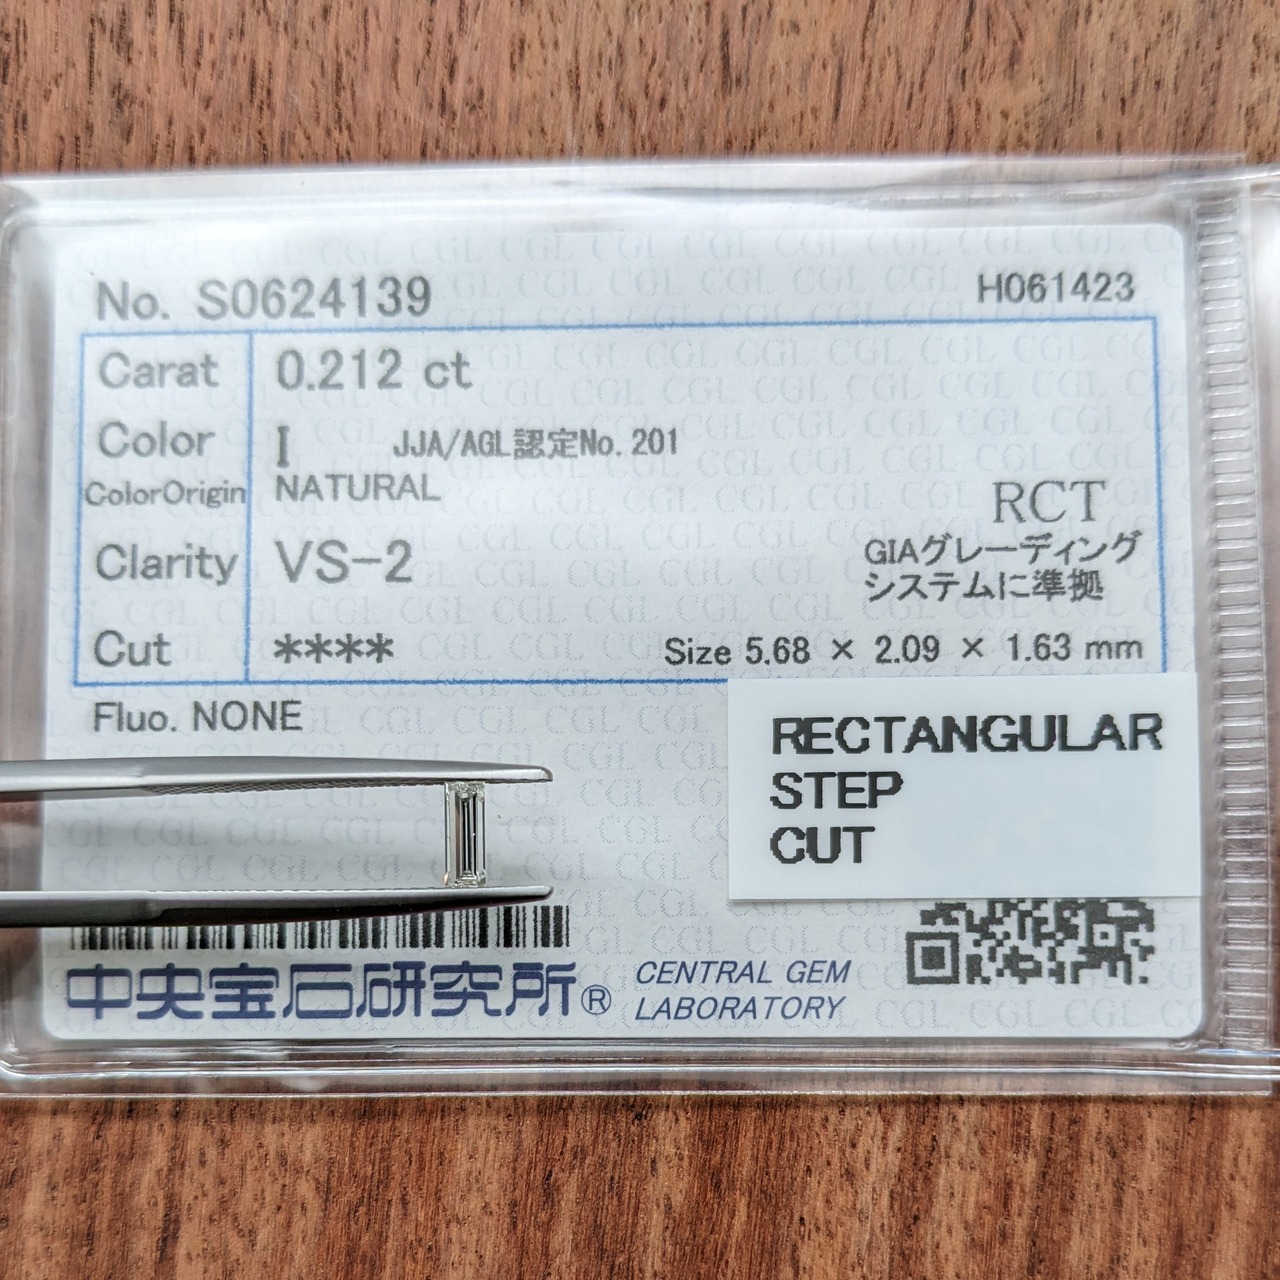 No. S0624139
H061423
Carat 0.212 ct
Color I JJA/AGL認定No.201
ColorOrigin NATURAL
RCT
Clarity VS-2
GIAグレーディング
システムに準拠
Cut ****
Size 5.68 × 2.09 × 1.63 mm
Fluo. NONE
RECTANGULAR
STEP
CUT
中央宝石研究所®
CENTRAL GEM
LABORATORY